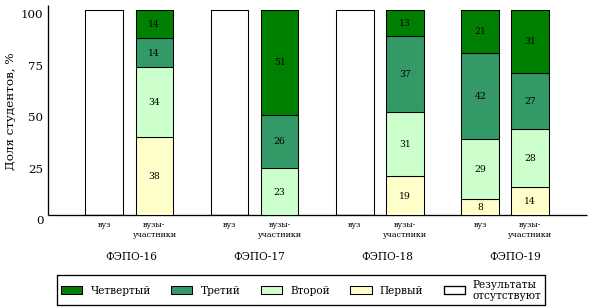 Доля студентов, %
100
75
50
25
0
14
14
34
38
51
26
23
13
37
31
19
21
42
29
8
31
27
28
14
вуз
вузы-
участники
вуз
вузы-
участники
вуз
вузы-
участники
вуз
вузы-
участники
ФЭПО-16
ФЭПО-17
ФЭПО-18
ФЭПО-19
Четвертый
Третий
Второй
Первый
Результаты
отсутствуют